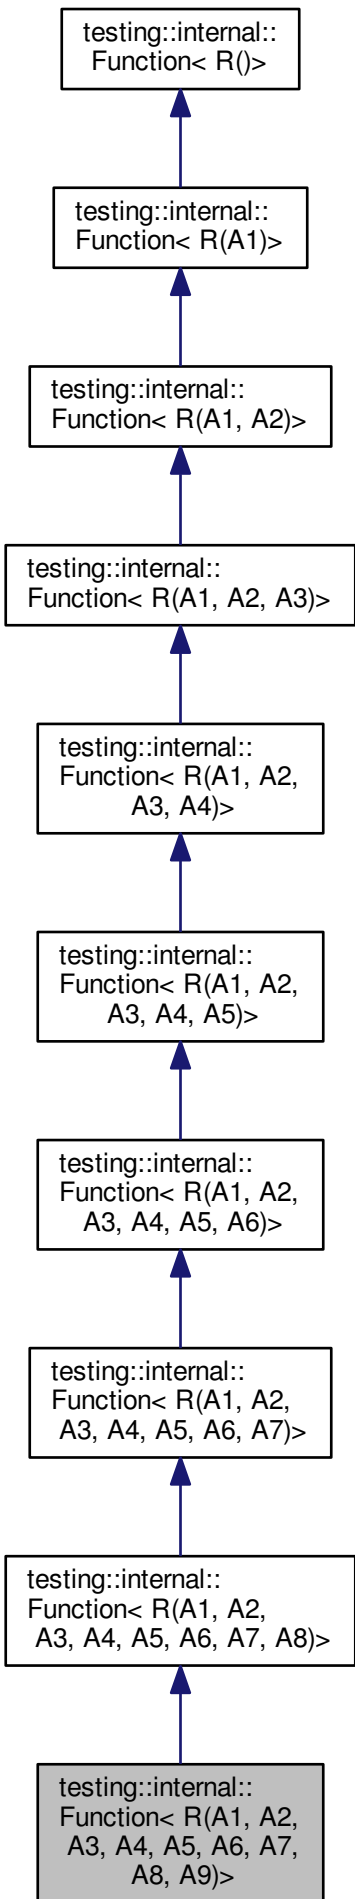 testing::internal::
Function< R()>
testing::internal::
Function< R(A1)>
testing::internal::
Function< R(A1, A2)>
testing::internal::
Function< R(A1, A2, A3)>
testing::internal::
Function< R(A1, A2,
A3, A4)>
testing::internal::
Function< R(A1, A2,
A3, A4, A5)>
testing::internal::
Function< R(A1, A2,
A3, A4, A5, A6)>
testing::internal::
Function< R(A1, A2,
A3, A4, A5, A6, A7)>
testing::internal::
Function< R(A1, A2,
A3, A4, A5, A6, A7, A8)>
testing::internal::
Function< R(A1, A2,
A3, A4, A5, A6, A7,
A8, A9)>